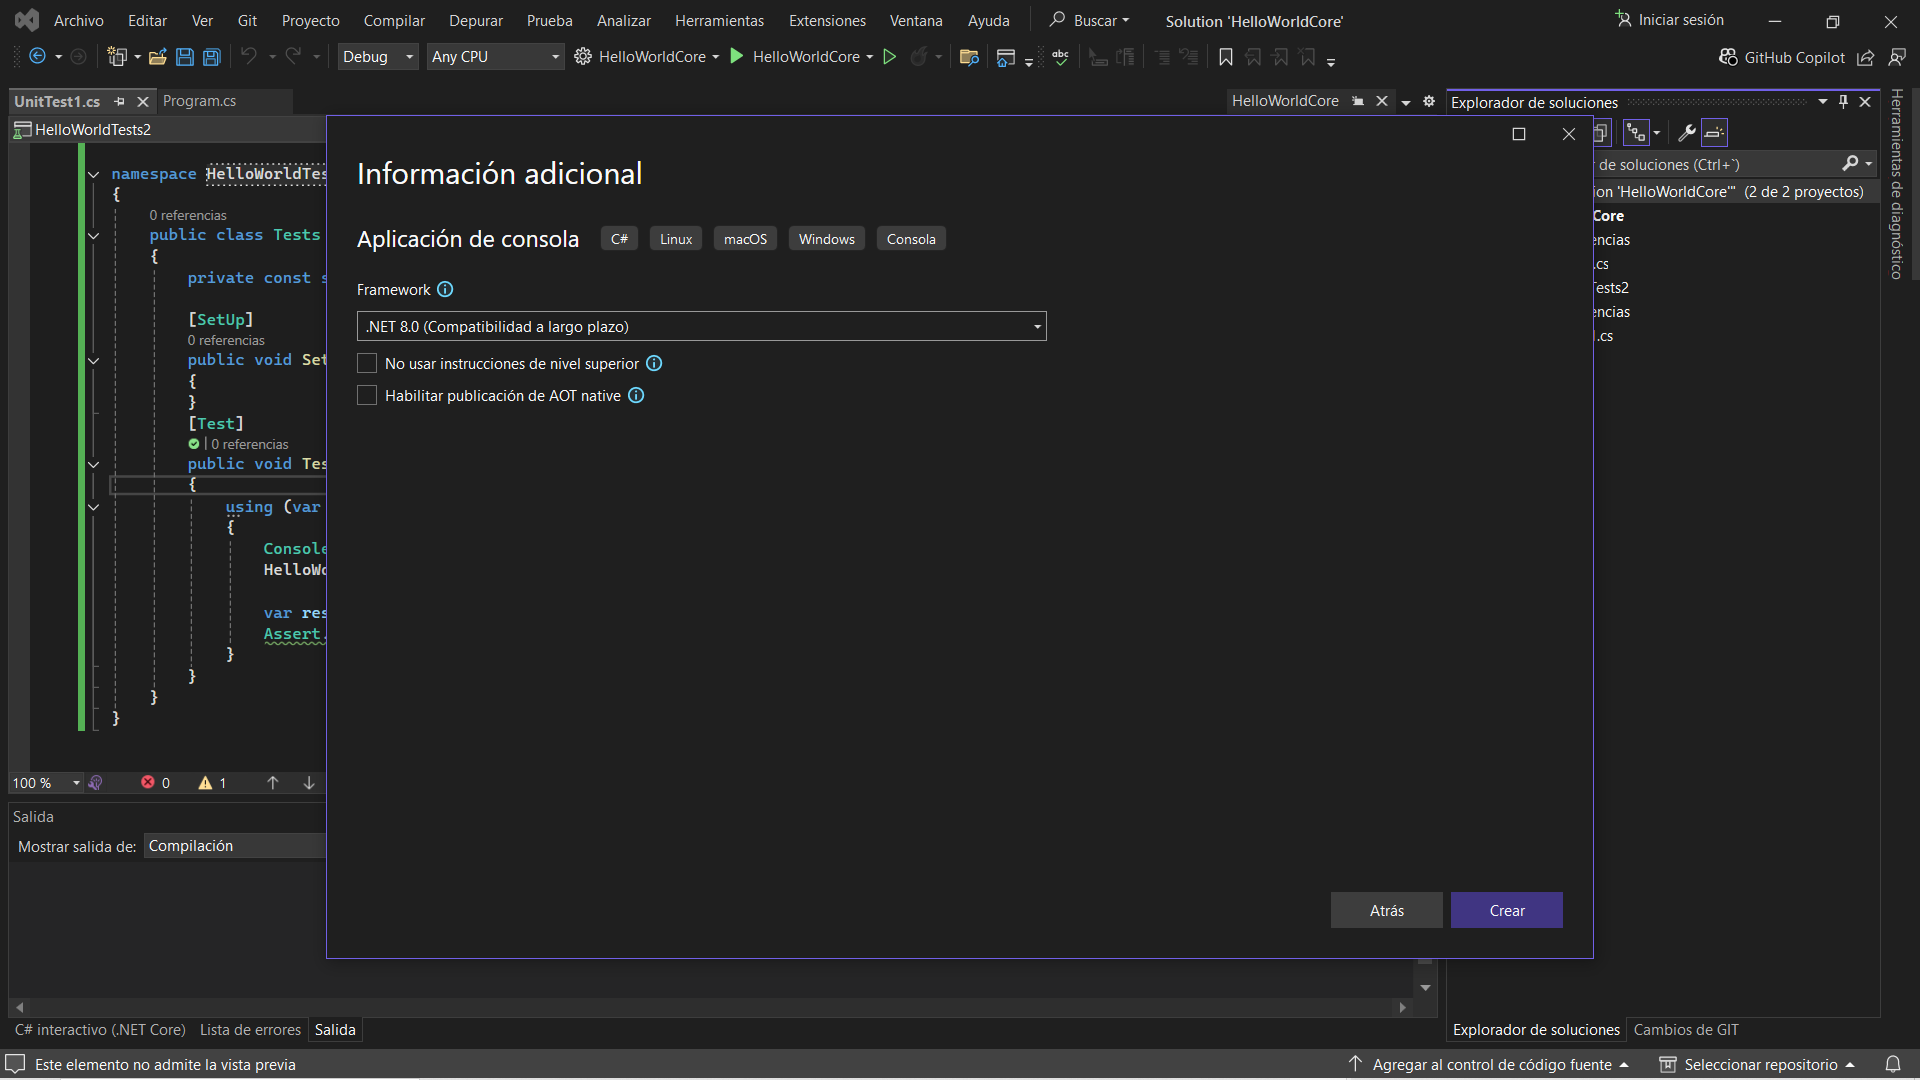 Archivo Editar Ver Git Proyecto Compilar Depurar Prueba Analizar Herramientas Extensiones Ventana Ayuda Buscar Solution 'HelloWorldCore' Iniciar sesión
Debug Any CPU HelloWorldCore HelloWorldCore GitHub Copilot
UnitTest1.cs Program.cs HelloWorldCore
HelloWorldTests2
namespace HelloWorldTes
{
0 referencias
public class Tests
{
private const s
[SetUp]
0 referencias
public void Set
{
}
[Test]
| 0 referencias
public void Tes
{
using (var
{
Console
HelloWo
var res
Assert.
}
}
}
}
100 % 0 1
Salida
Mostrar salida de: Compilación
C# interactivo (.NET Core) Lista de errores Salida
Información adicional
Aplicación de consola C# Linux macOS Windows Consola
Framework
.NET 8.0 (Compatibilidad a largo plazo)
No usar instrucciones de nivel superior
Habilitar publicación de AOT native
Atrás Crear
Explorador de soluciones
r de soluciones (Ctrl+`)
ion 'HelloWorldCore'" (2 de 2 proyectos)
Core
encias
.cs
Tests2
encias
.cs
Explorador de soluciones Cambios de GIT
Herramientas de diagnóstico
Este elemento no admite la vista previa Agregar al control de código fuente Seleccionar repositorio